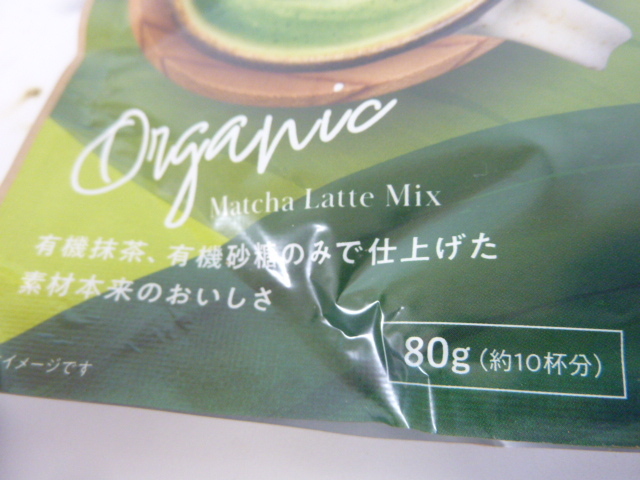 Organic
Matcha Latte Mix
有機抹茶、有機砂糖のみで仕上げた
素材本来のおいしさ
80g（約10杯分）
イメージです